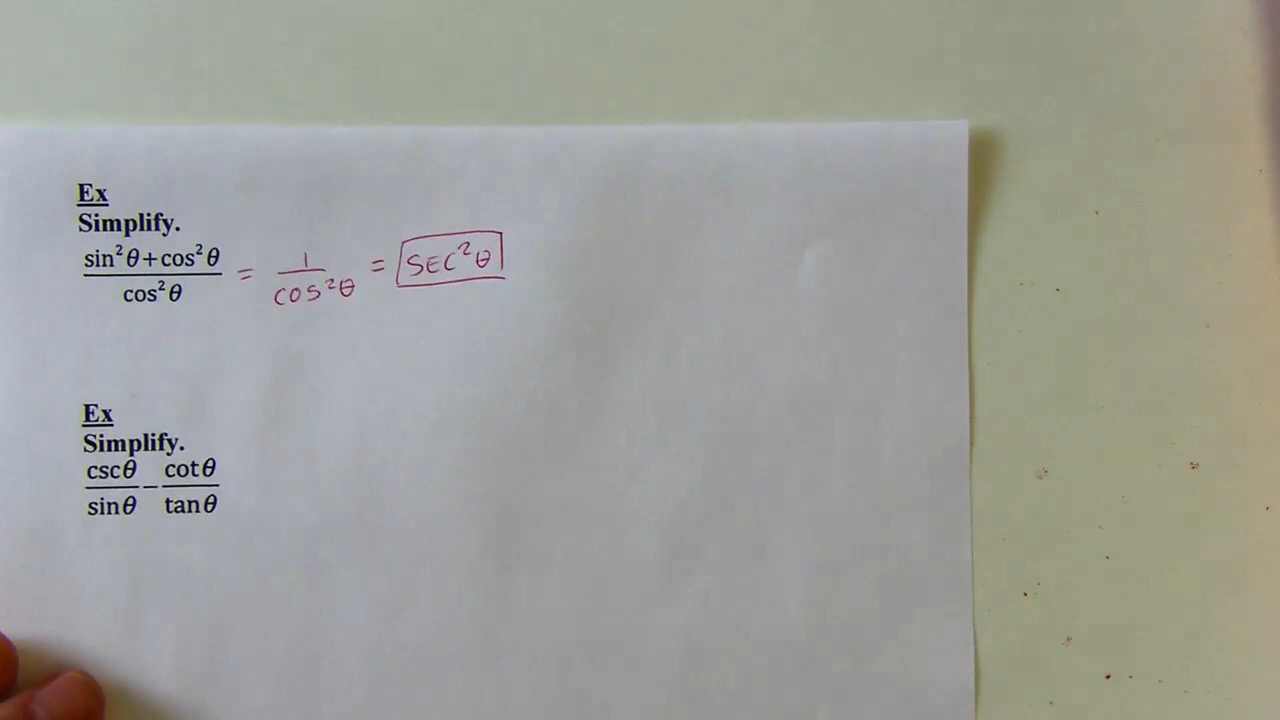 Ex
Simplify.
sin²θ+cos²θ / cos²θ = 1 / COS²θ = SEC²θ
Ex
Simplify.
cscθ / sinθ − cotθ / tanθ